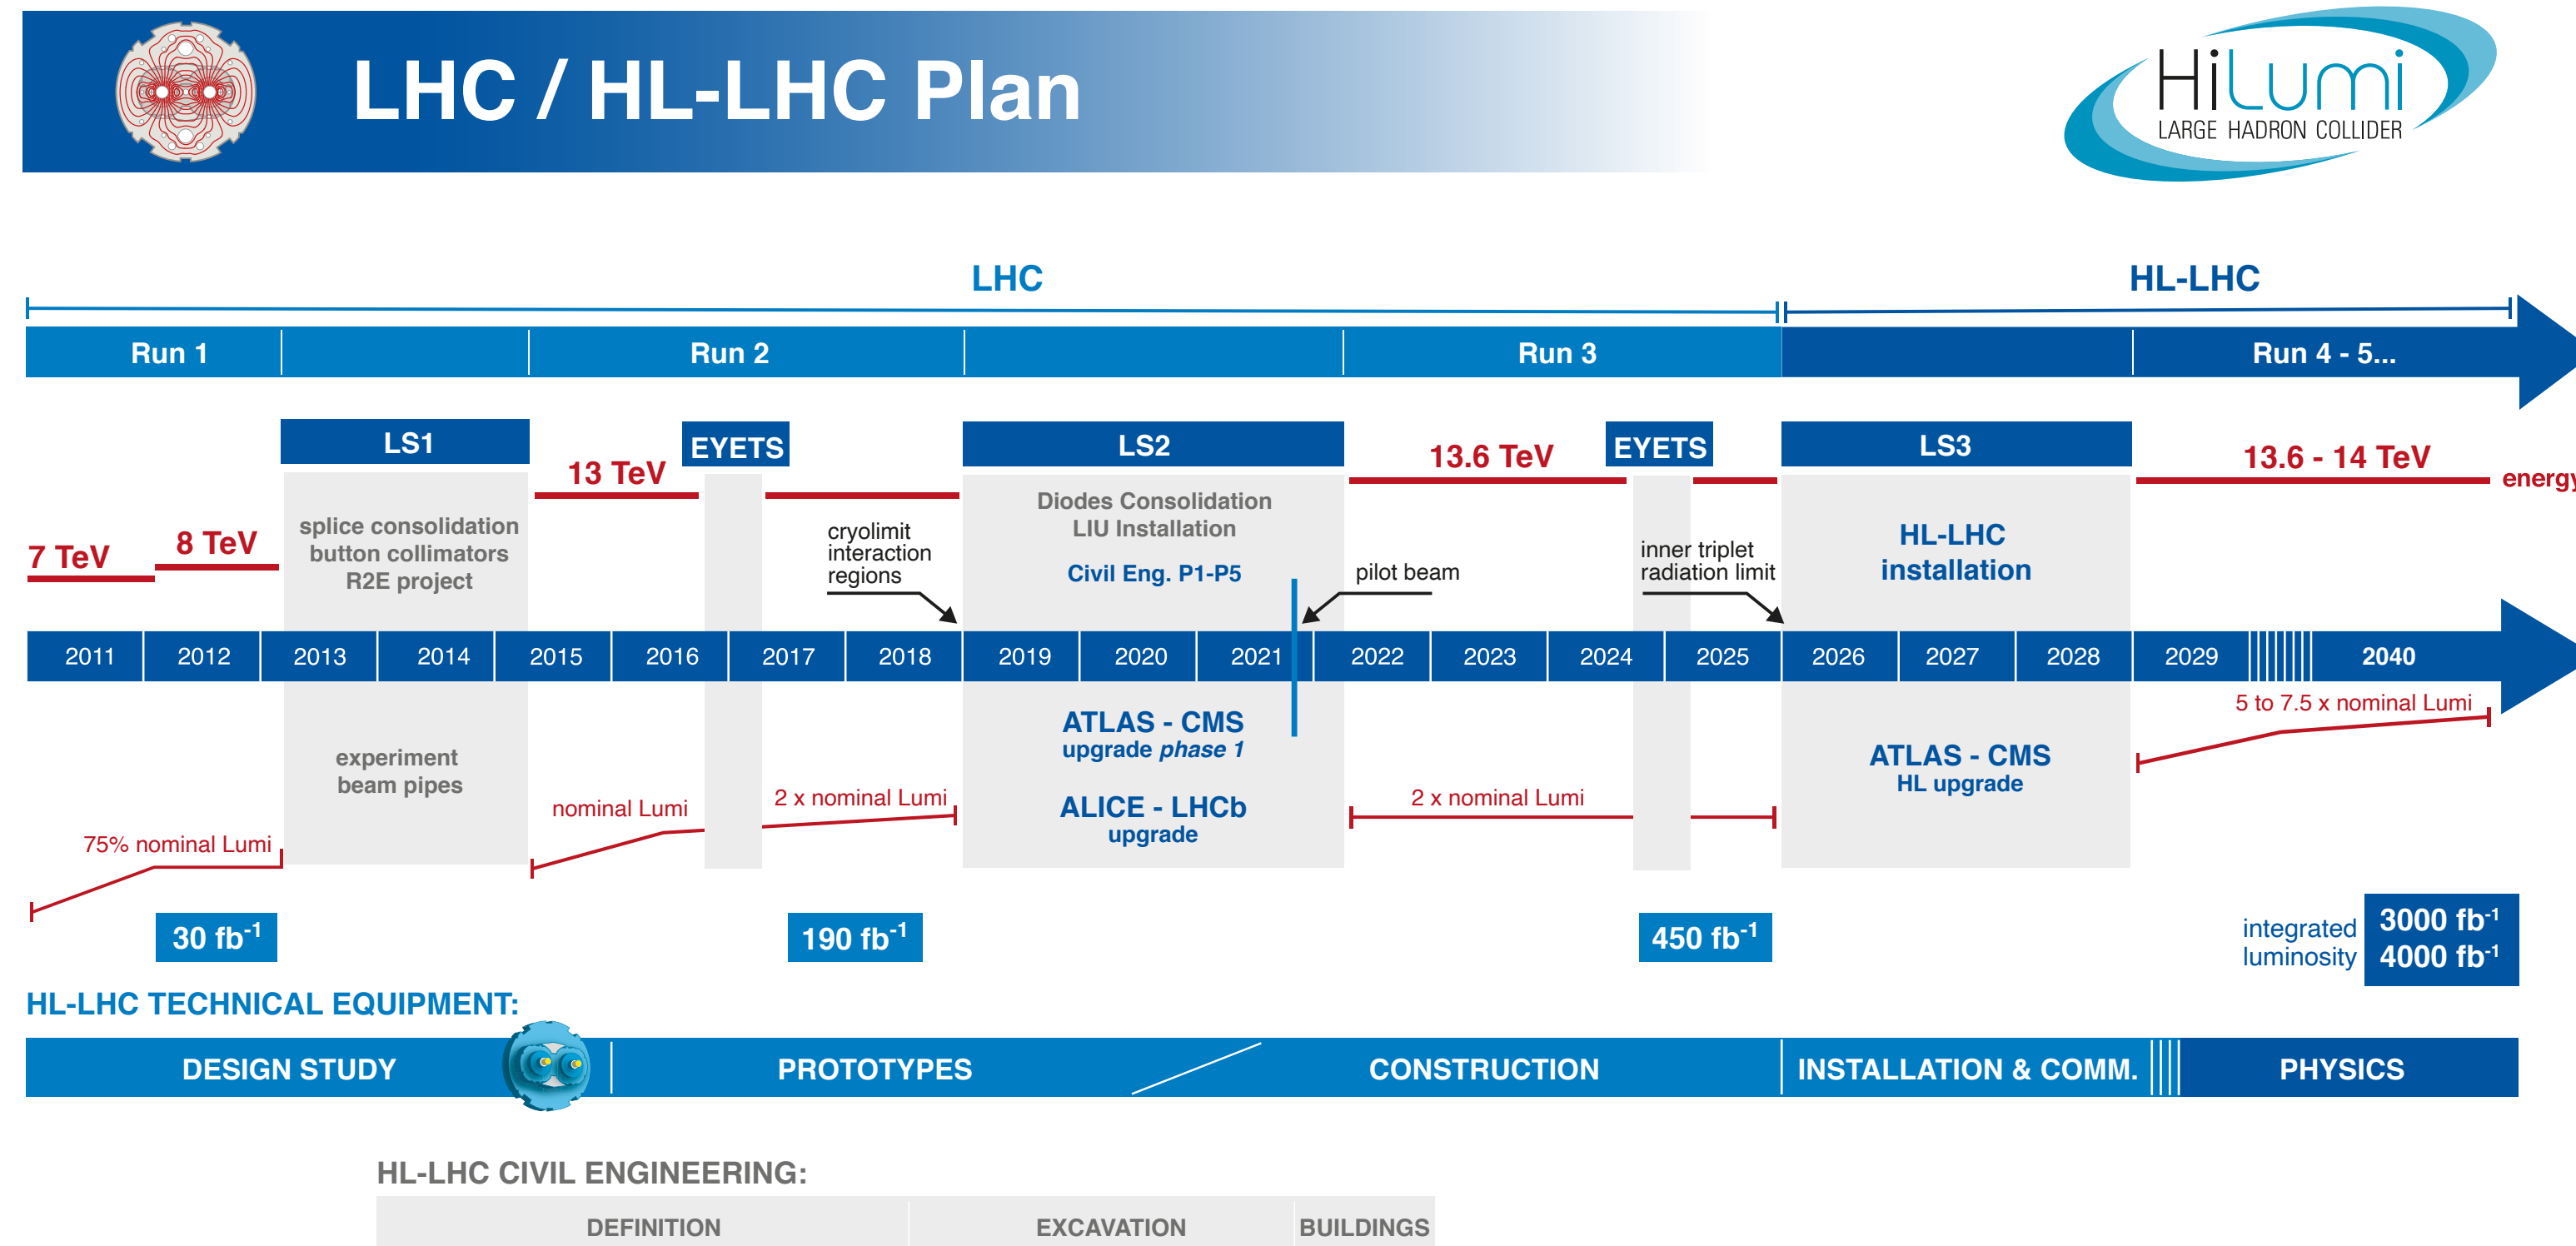 LHC / HL-LHC Plan
HiLumi
LARGE HADRON COLLIDER
LHC
HL-LHC
Run 1
Run 2
Run 3
Run 4 - 5...
LS1
EYETS
LS2
EYETS
LS3
13 TeV
13.6 TeV
13.6 - 14 TeV
energy
7 TeV
8 TeV
splice consolidation
button collimators
R2E project
cryolimit
interaction
regions
Diodes Consolidation
LIU Installation
Civil Eng. P1-P5
pilot beam
inner triplet
radiation limit
HL-LHC
installation
2011 2012 2013 2014 2015 2016 2017 2018 2019 2020 2021 2022 2023 2024 2025 2026 2027 2028 2029 2040
experiment
beam pipes
ATLAS - CMS
upgrade phase 1
ALICE - LHCb
upgrade
ATLAS - CMS
HL upgrade
75% nominal Lumi
nominal Lumi
2 x nominal Lumi
2 x nominal Lumi
5 to 7.5 x nominal Lumi
30 fb⁻¹
190 fb⁻¹
450 fb⁻¹
integrated
luminosity
3000 fb⁻¹
4000 fb⁻¹
HL-LHC TECHNICAL EQUIPMENT:
DESIGN STUDY
PROTOTYPES
CONSTRUCTION
INSTALLATION & COMM.
PHYSICS
HL-LHC CIVIL ENGINEERING:
DEFINITION
EXCAVATION
BUILDINGS